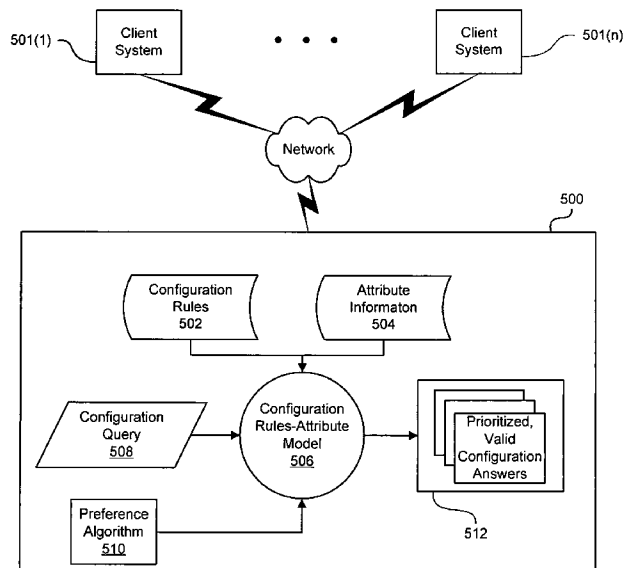 501(1)
Client
System
Client
System
501(n)
Network
500
Configuration
Rules
502
Attribute
Informaton
504
Configuration
Query
508
Configuration
Rules-Attribute
Model
506
Prioritized,
Valid
Configuration
Answers
Preference
Algorithm
510
512